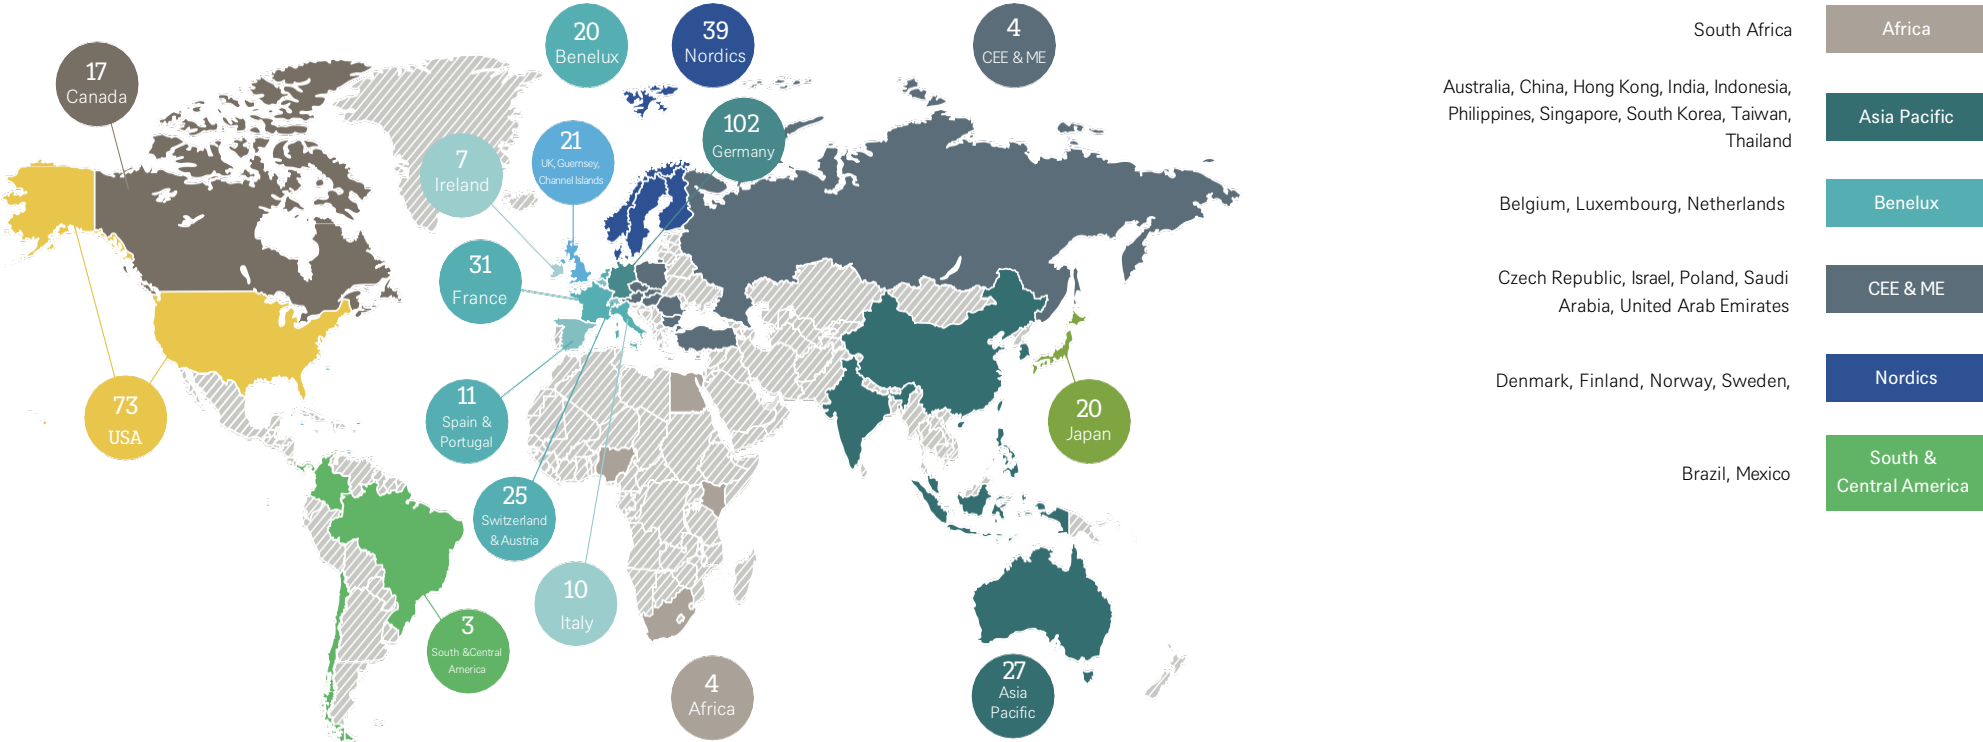 17
Canada
20
Benelux
39
Nordics
4
CEE & ME
7
Ireland
21
UK, Guernsey,
Channel Islands
102
Germany
31
France
73
USA
11
Spain &
Portugal
20
Japan
25
Switzerland
& Austria
10
Italy
3
South &Central
America
4
Africa
27
Asia
Pacific
South Africa
Africa
Australia, China, Hong Kong, India, Indonesia,
Philippines, Singapore, South Korea, Taiwan,
Thailand
Asia Pacific
Belgium, Luxembourg, Netherlands
Benelux
Czech Republic, Israel, Poland, Saudi
Arabia, United Arab Emirates
CEE & ME
Denmark, Finland, Norway, Sweden,
Nordics
Brazil, Mexico
South &
Central America